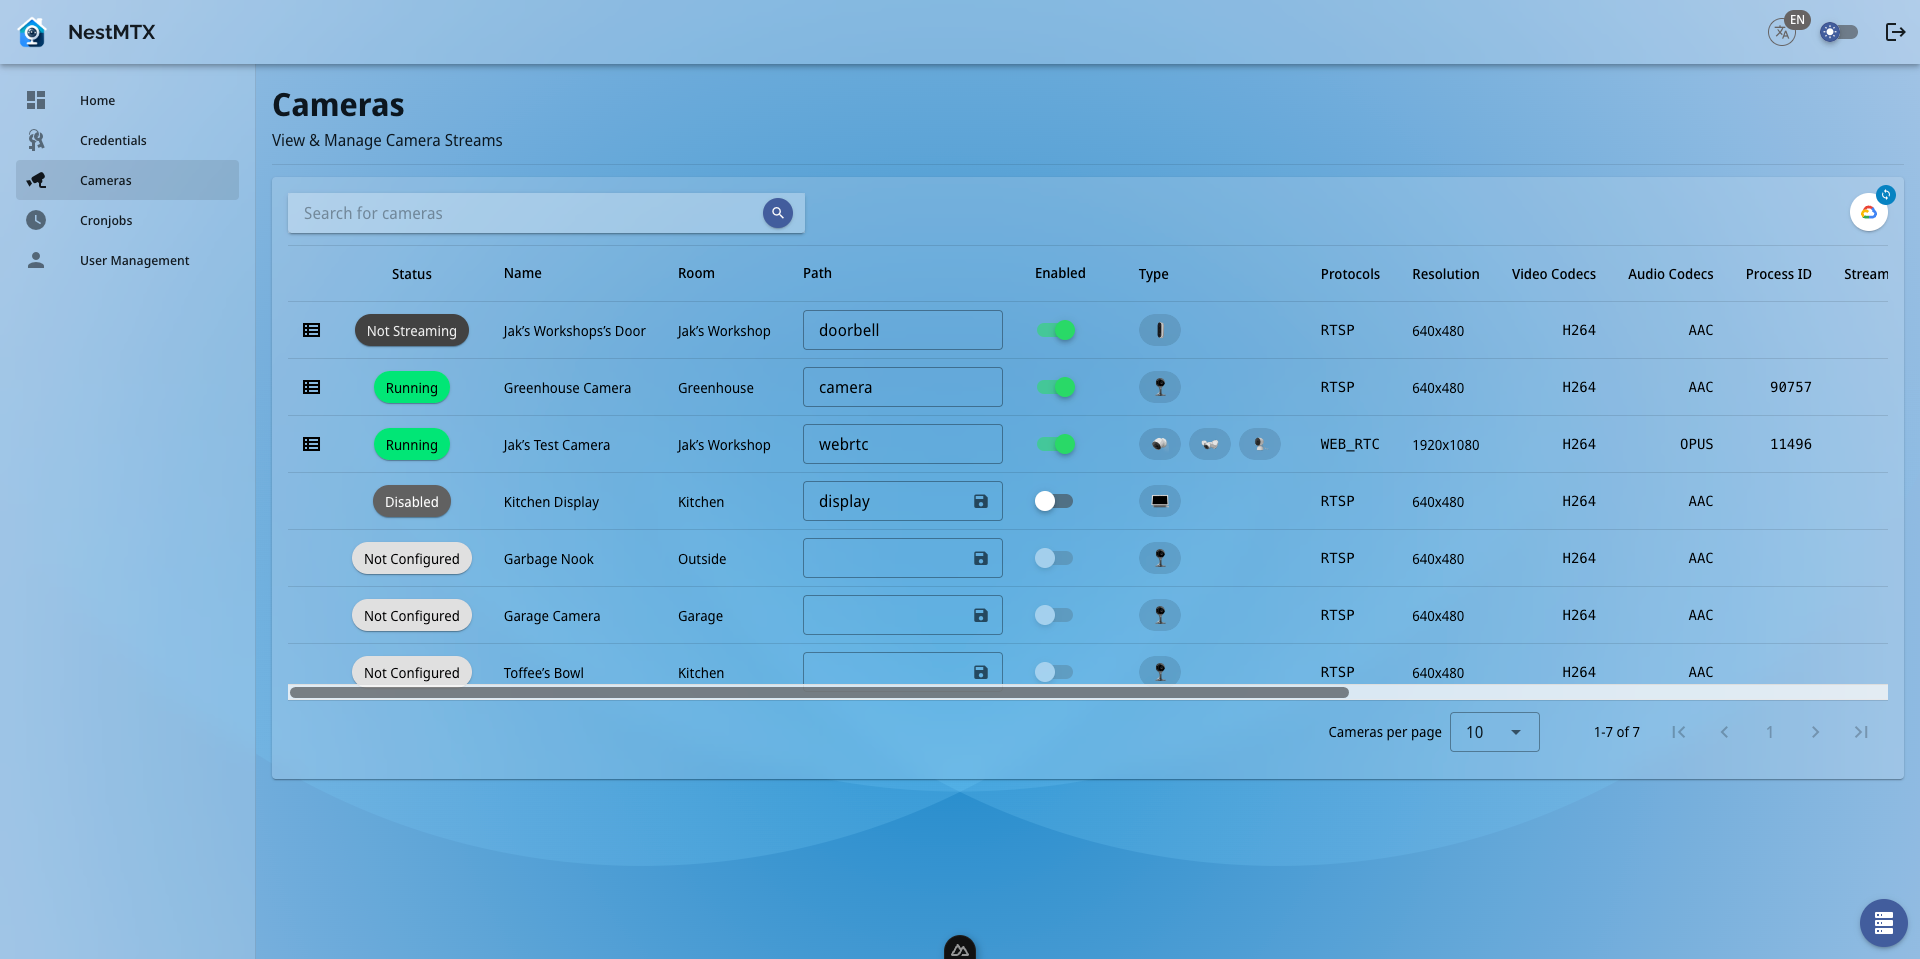 NestMTX
EN
Home
Credentials
Cameras
Cronjobs
User Management
Cameras
View & Manage Camera Streams
Search for cameras
Status Name Room Path Enabled Type Protocols Resolution Video Codecs Audio Codecs Process ID Stream
Not Streaming Jak’s Workshops’s Door Jak’s Workshop doorbell RTSP 640x480 H264 AAC
Running Greenhouse Camera Greenhouse camera RTSP 640x480 H264 AAC 90757
Running Jak’s Test Camera Jak’s Workshop webrtc WEB_RTC 1920x1080 H264 OPUS 11496
Disabled Kitchen Display Kitchen display RTSP 640x480 H264 AAC
Not Configured Garbage Nook Outside RTSP 640x480 H264 AAC
Not Configured Garage Camera Garage RTSP 640x480 H264 AAC
Not Configured Toffee’s Bowl Kitchen RTSP 640x480 H264 AAC
Cameras per page 10 1-7 of 7 1